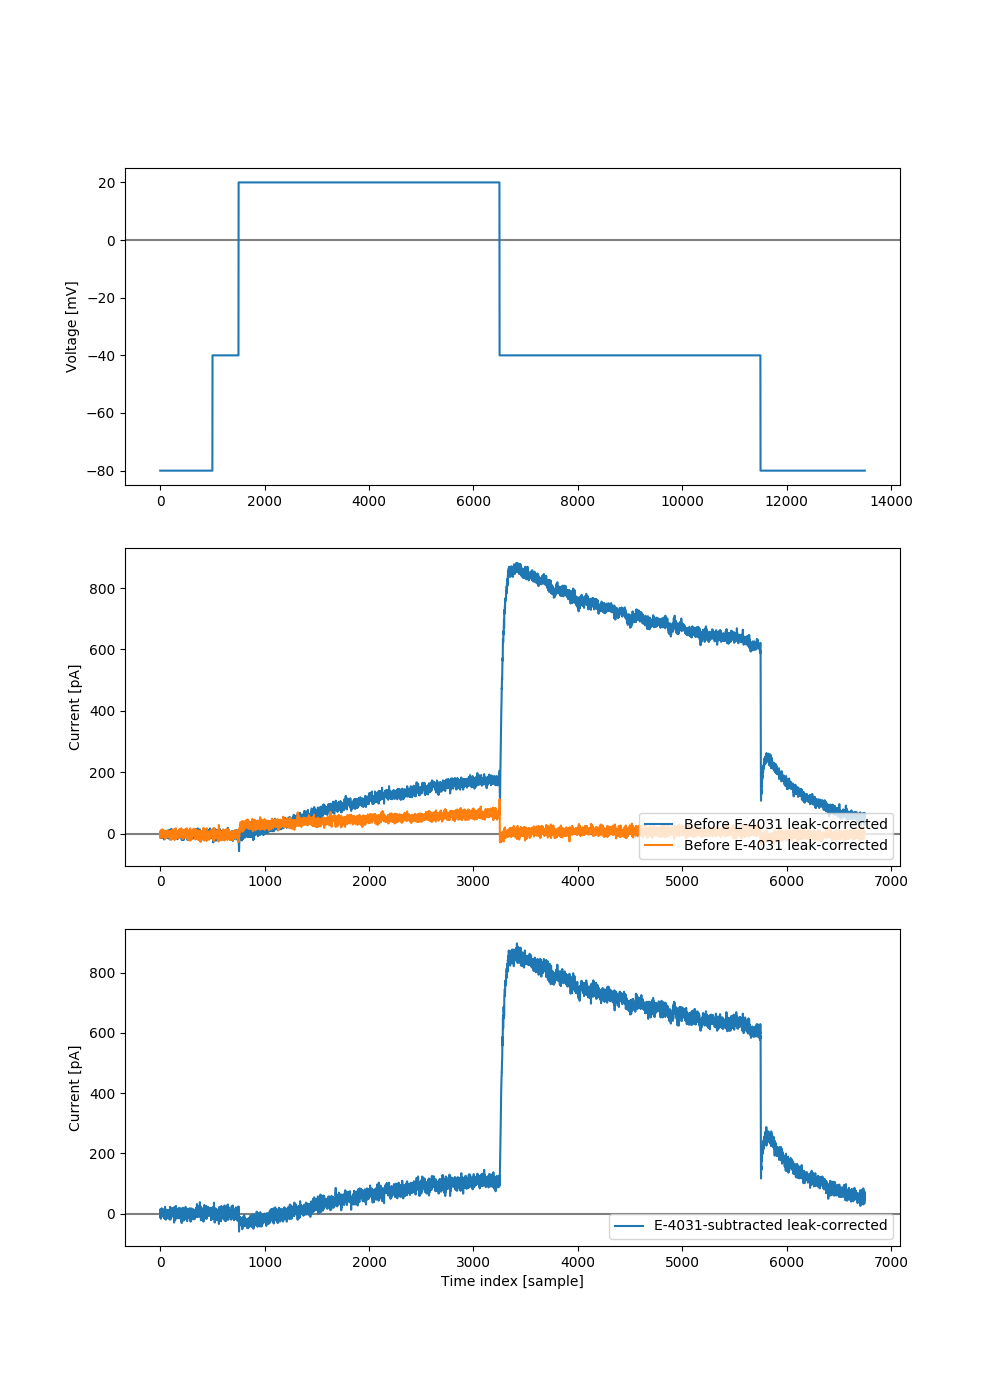 Voltage [mV]
20
0
−20
−40
−60
−80
0 2000 4000 6000 8000 10000 12000 14000
Current [pA]
800
600
400
200
0
Before E-4031 leak-corrected
Before E-4031 leak-corrected
0 1000 2000 3000 4000 5000 6000 7000
Current [pA]
800
600
400
200
0
E-4031-subtracted leak-corrected
0 1000 2000 3000 4000 5000 6000 7000
Time index [sample]